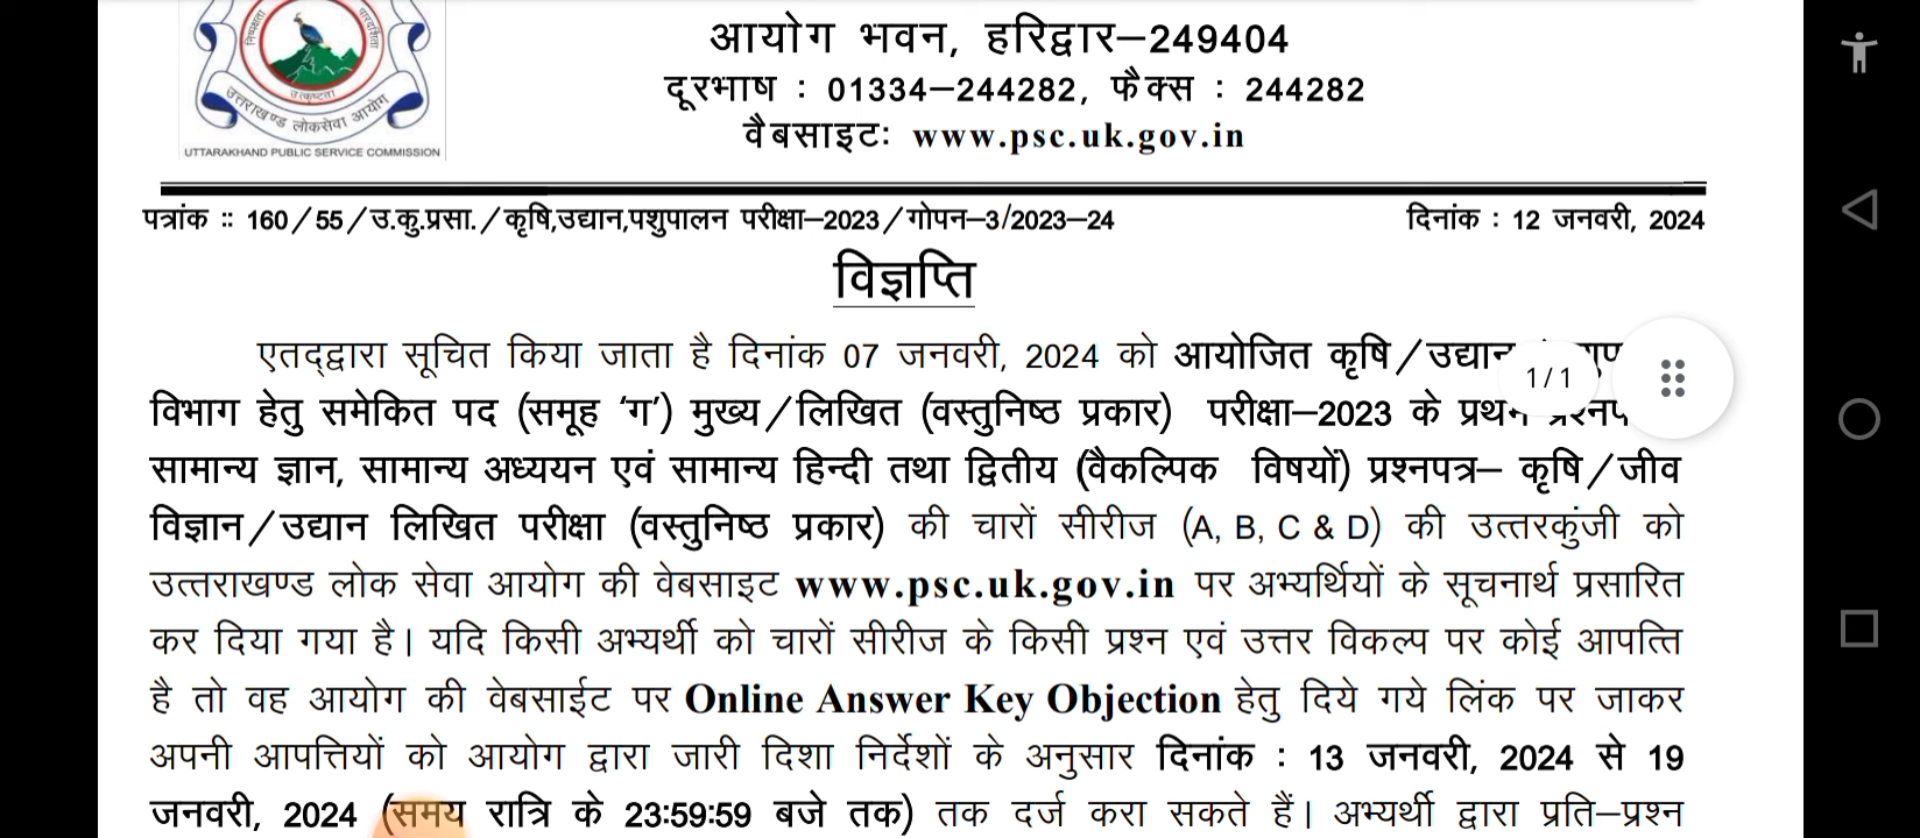 निष्पक्षता
पारदर्शिता
उत्कृष्टता
उत्तराखण्ड लोकसेवा आयोग
UTTARAKHAND PUBLIC SERVICE COMMISSION
आयोग भवन, हरिद्वार–249404
दूरभाष : 01334–244282, फैक्स : 244282
वैबसाइटः www.psc.uk.gov.in
पत्रांक :: 160/55/उ.कु.प्रसा./कृषि,उद्यान,पशुपालन परीक्षा–2023/गोपन–3/2023–24
दिनांक : 12 जनवरी, 2024
विज्ञप्ति
एतद्द्वारा सूचित किया जाता है दिनांक 07 जनवरी, 2024 को आयोजित कृषि/उद्यान
1/1
विभाग हेतु समेकित पद (समूह ‘ग’) मुख्य/लिखित (वस्तुनिष्ठ प्रकार) परीक्षा–2023 के प्रथम
सामान्य ज्ञान, सामान्य अध्ययन एवं सामान्य हिन्दी तथा द्वितीय (वैकल्पिक विषयों) प्रश्नपत्र– कृषि/जीव
विज्ञान/उद्यान लिखित परीक्षा (वस्तुनिष्ठ प्रकार) की चारों सीरीज (A, B, C & D) की उत्तरकुंजी को
उत्तराखण्ड लोक सेवा आयोग की वेबसाइट www.psc.uk.gov.in पर अभ्यर्थियों के सूचनार्थ प्रसारित
कर दिया गया है। यदि किसी अभ्यर्थी को चारों सीरीज के किसी प्रश्न एवं उत्तर विकल्प पर कोई आपत्ति
है तो वह आयोग की वेबसाईट पर Online Answer Key Objection हेतु दिये गये लिंक पर जाकर
अपनी आपत्तियों को आयोग द्वारा जारी दिशा निर्देशों के अनुसार दिनांक : 13 जनवरी, 2024 से 19
जनवरी, 2024 (समय रात्रि के 23:59:59 बजे तक) तक दर्ज करा सकते हैं। अभ्यर्थी द्वारा प्रति–प्रश्न